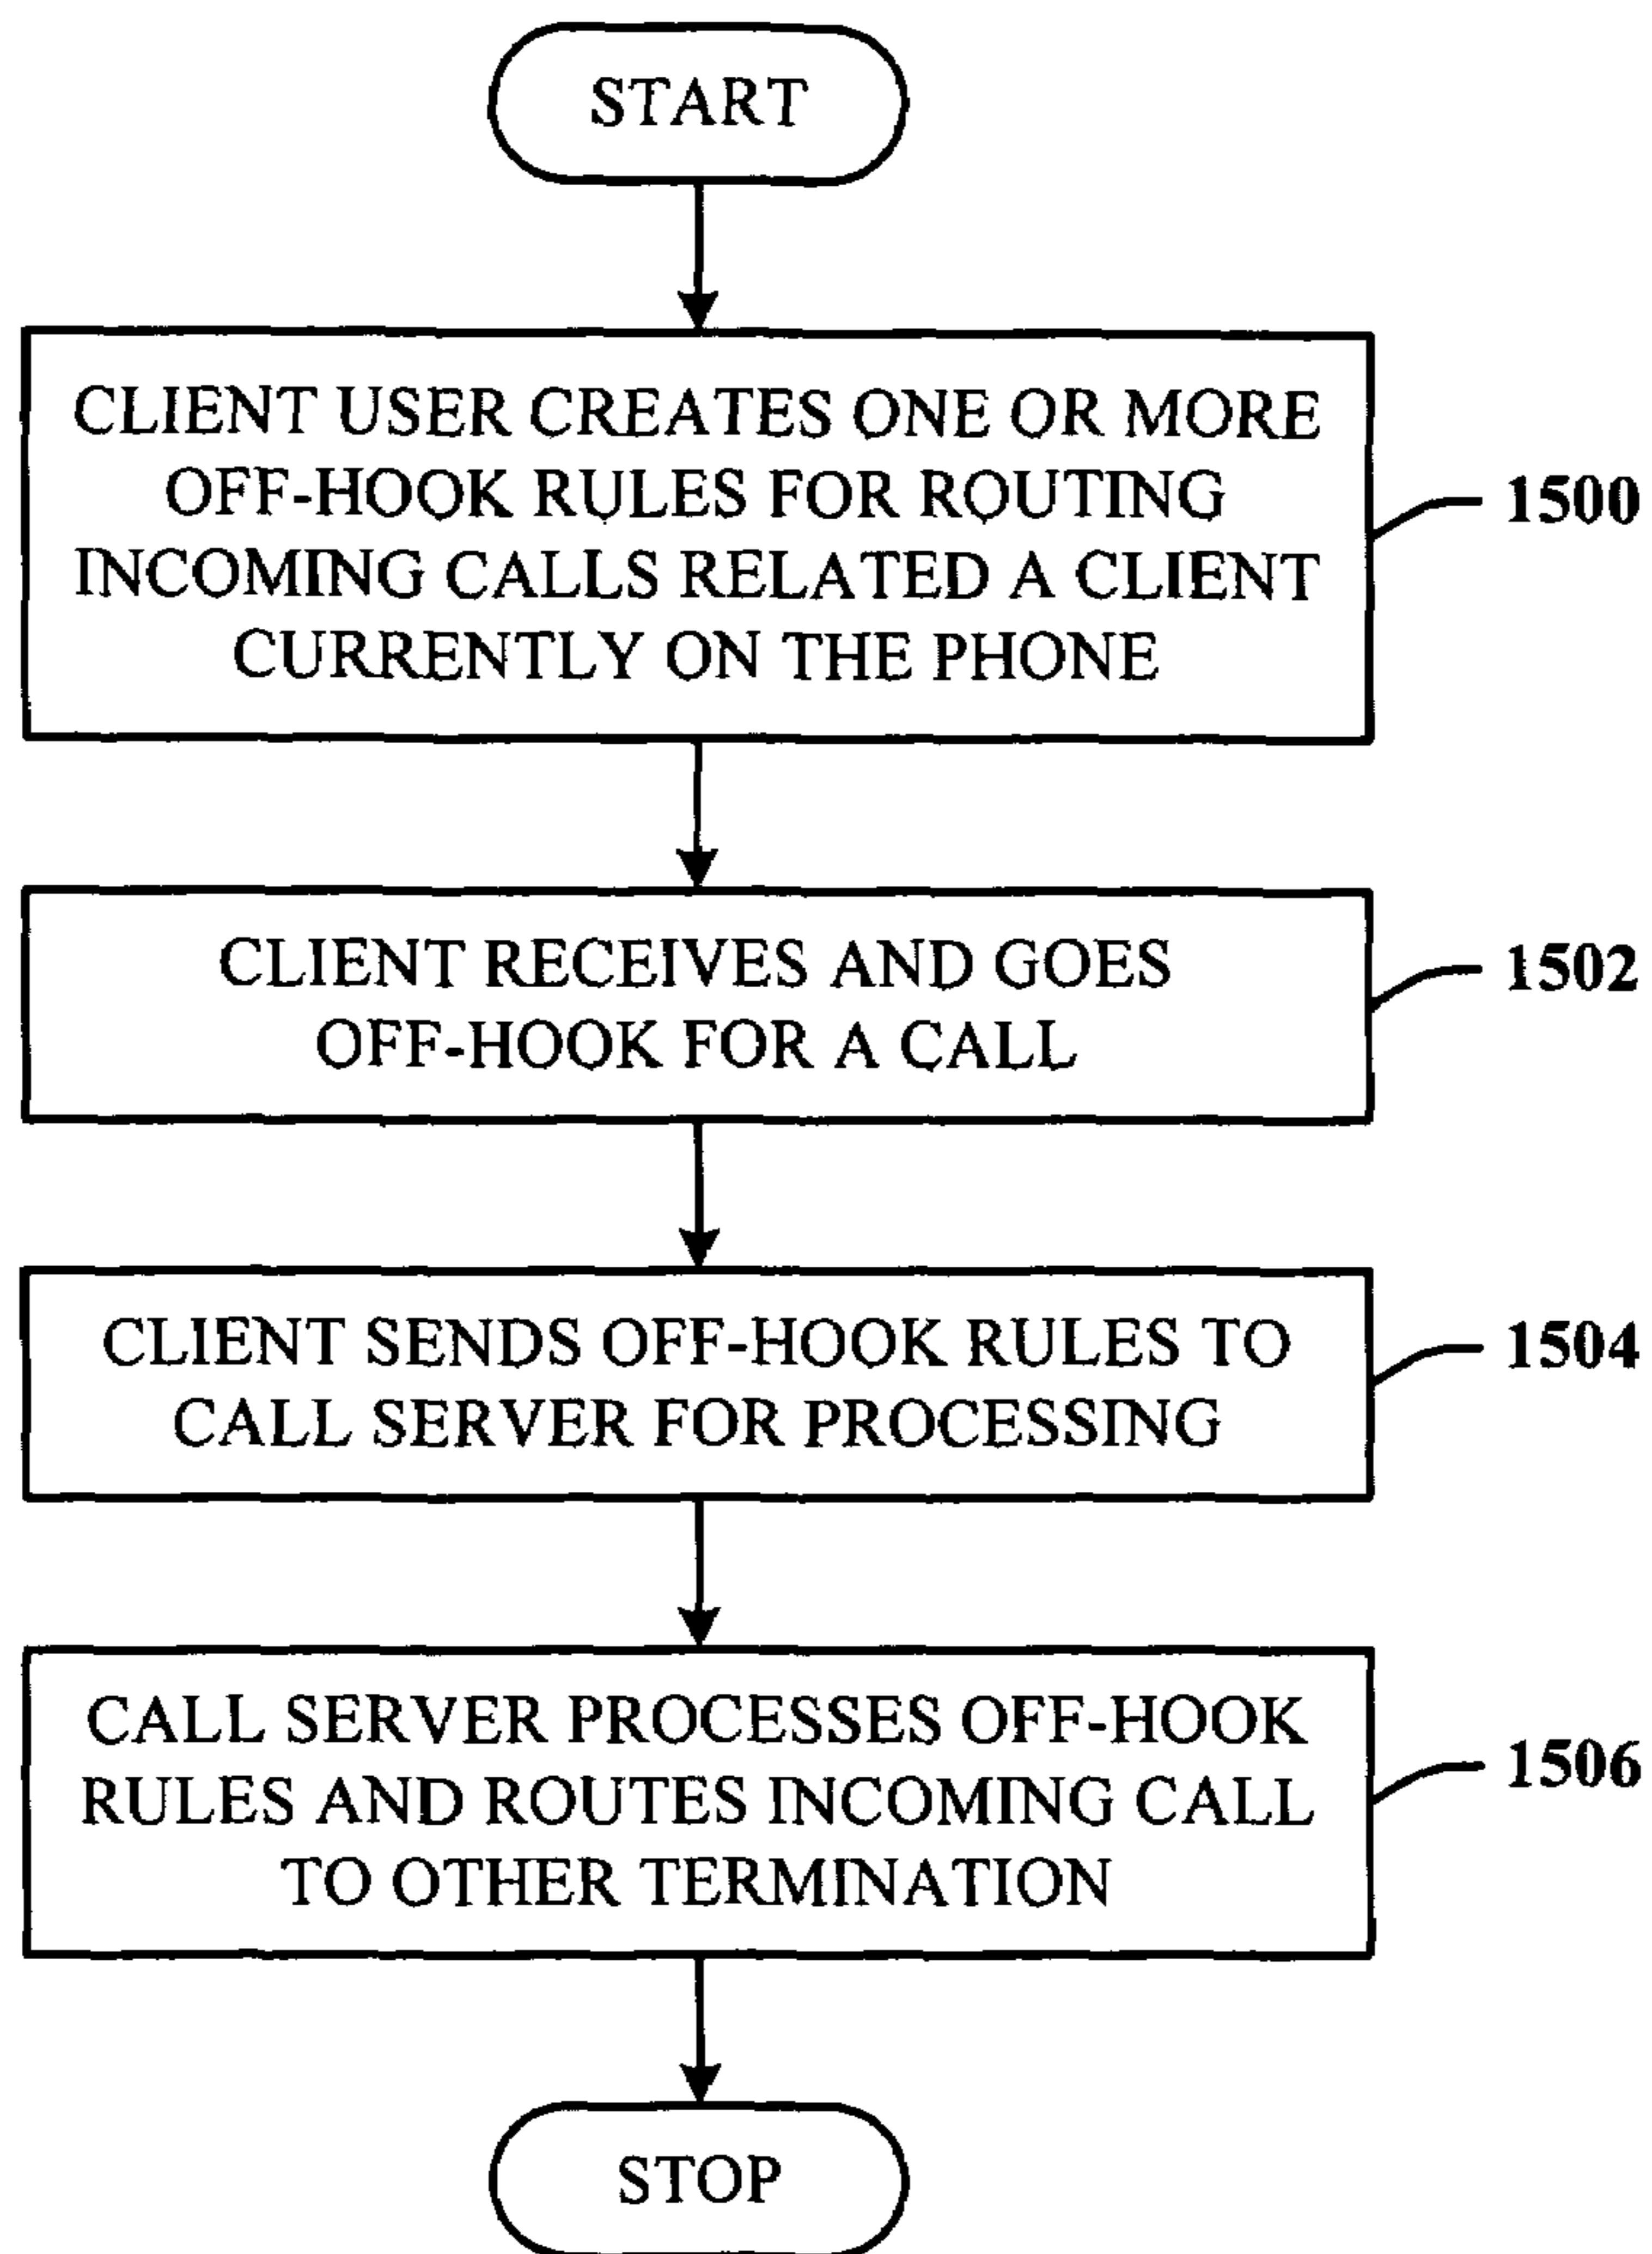 START
CLIENT USER CREATES ONE OR MORE
OFF-HOOK RULES FOR ROUTING
INCOMING CALLS RELATED A CLIENT
CURRENTLY ON THE PHONE
1500
CLIENT RECEIVES AND GOES
OFF-HOOK FOR A CALL
1502
CLIENT SENDS OFF-HOOK RULES TO
CALL SERVER FOR PROCESSING
1504
CALL SERVER PROCESSES OFF-HOOK
RULES AND ROUTES INCOMING CALL
TO OTHER TERMINATION
1506
STOP